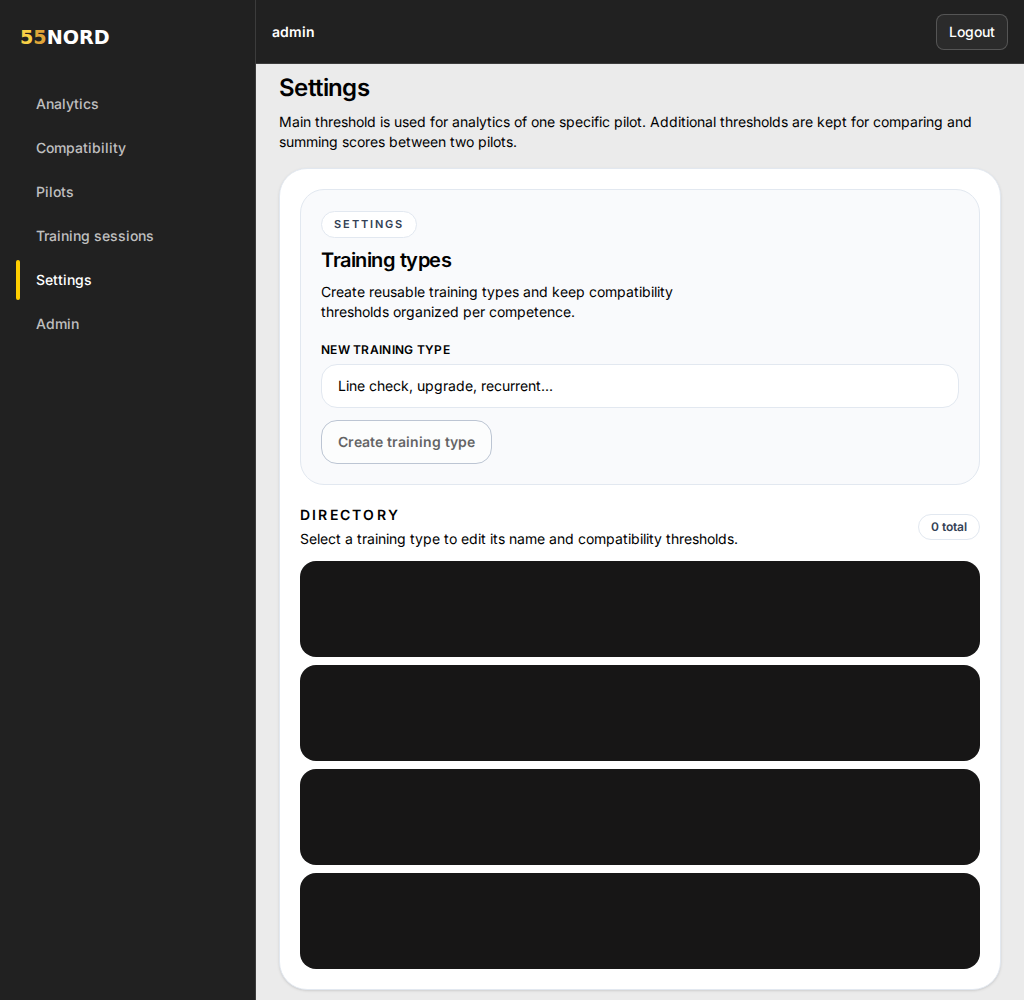 55NORD
admin
Logout
Analytics
Compatibility
Pilots
Training sessions
Settings
Admin
Settings
Main threshold is used for analytics of one specific pilot. Additional thresholds are kept for comparing and
summing scores between two pilots.
SETTINGS
Training types
Create reusable training types and keep compatibility
thresholds organized per competence.
NEW TRAINING TYPE
Line check, upgrade, recurrent...
Create training type
DIRECTORY
Select a training type to edit its name and compatibility thresholds.
0 total